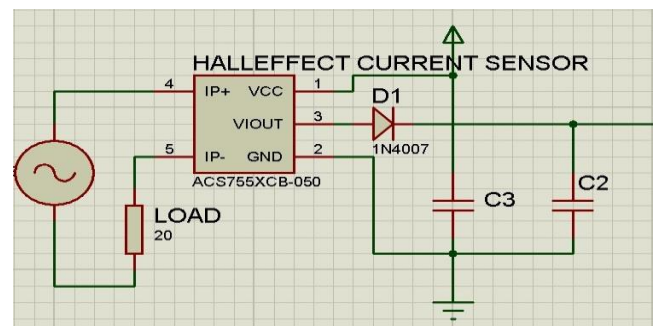 HALLEFFECT CURRENT SENSOR
4 IP+ VCC 1
D1
VIOUT 3
1N4007
5 IP- GND 2
ACS755XCB-050
C3
C2
LOAD
20